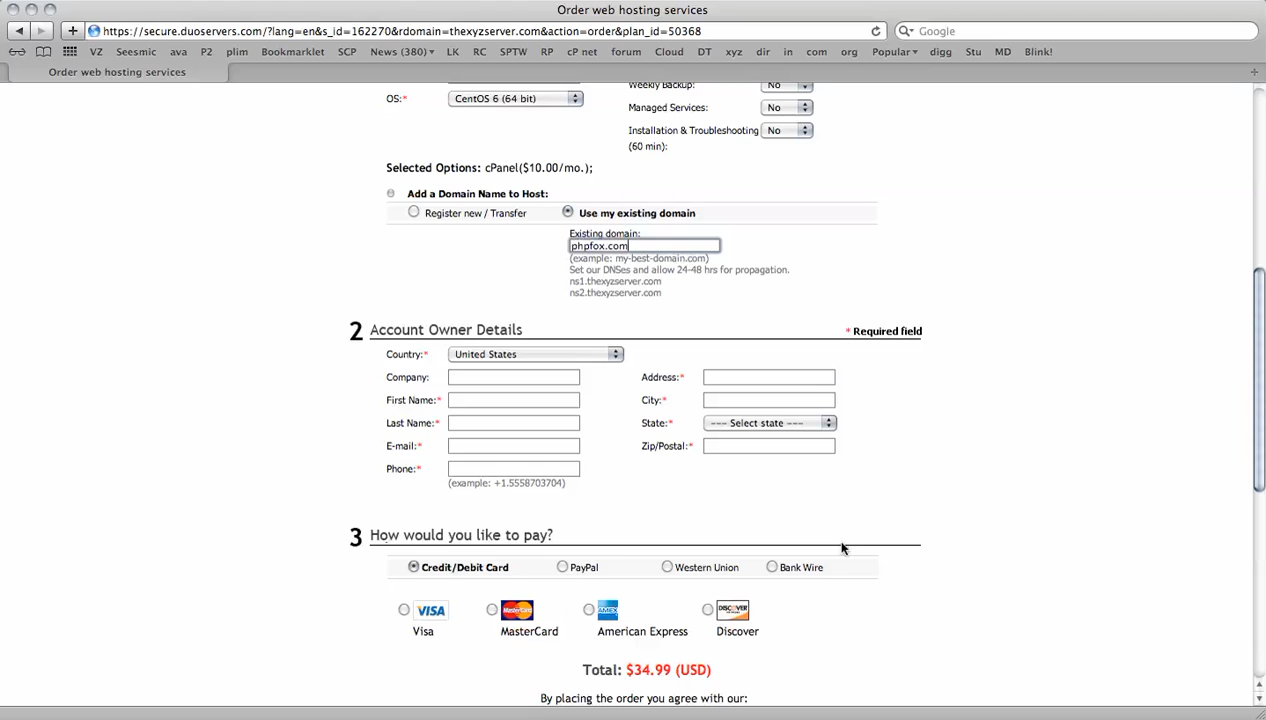 Order web hosting services
https://secure.duoservers.com/?lang=en&s_id=162270&rdomain=thexyzserver.com&action=order&plan_id=50368
Google
VZ Seesmic ava P2 plim Bookmarklet SCP News (380) LK RC SPTW RP cP net forum Cloud DT xyz dir in com org Popular digg Stu MD Blink!
Order web hosting services
Weekly Backup: No
OS:* CentOS 6 (64 bit)
Managed Services: No
Installation & Troubleshooting No
(60 min):
Selected Options: cPanel($10.00/mo.);
Add a Domain Name to Host:
Register new / Transfer Use my existing domain
Existing domain:
phpfox.com
(example: my-best-domain.com)
Set our DNSes and allow 24-48 hrs for propagation.
ns1.thexyzserver.com
ns2.thexyzserver.com
2 Account Owner Details * Required field
Country:* United States
Company: Address:*
First Name:* City:*
Last Name:* State:* --- Select state ---
E-mail:* Zip/Postal:*
Phone:*
(example: +1.5558703704)
3 How would you like to pay?
Credit/Debit Card PayPal Western Union Bank Wire
VISA MasterCard AMEX DISCOVER
Visa MasterCard American Express Discover
Total: $34.99 (USD)
By placing the order you agree with our: